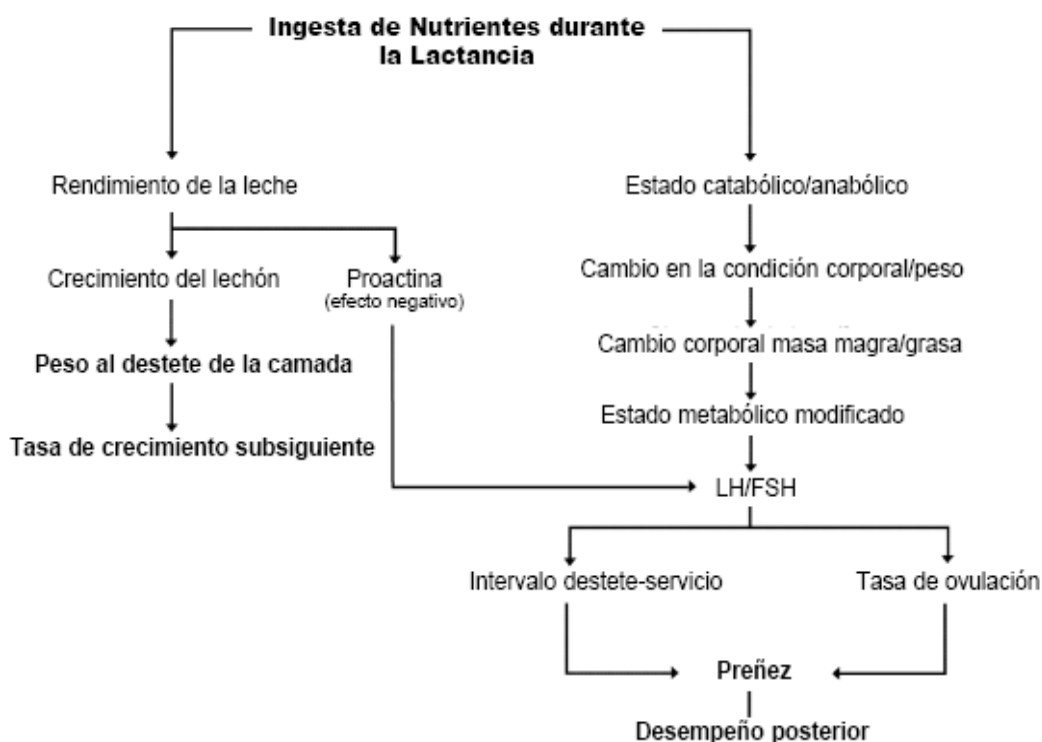 Ingesta de Nutrientes durante
la Lactancia
Rendimiento de la leche
Estado catabólico/anabólico
Crecimiento del lechón
Proactina
(efecto negativo)
Cambio en la condición corporal/peso
Peso al destete de la camada
Cambio corporal masa magra/grasa
Tasa de crecimiento subsiguiente
Estado metabólico modificado
LH/FSH
Intervalo destete-servicio
Tasa de ovulación
Preñez
Desempeño posterior